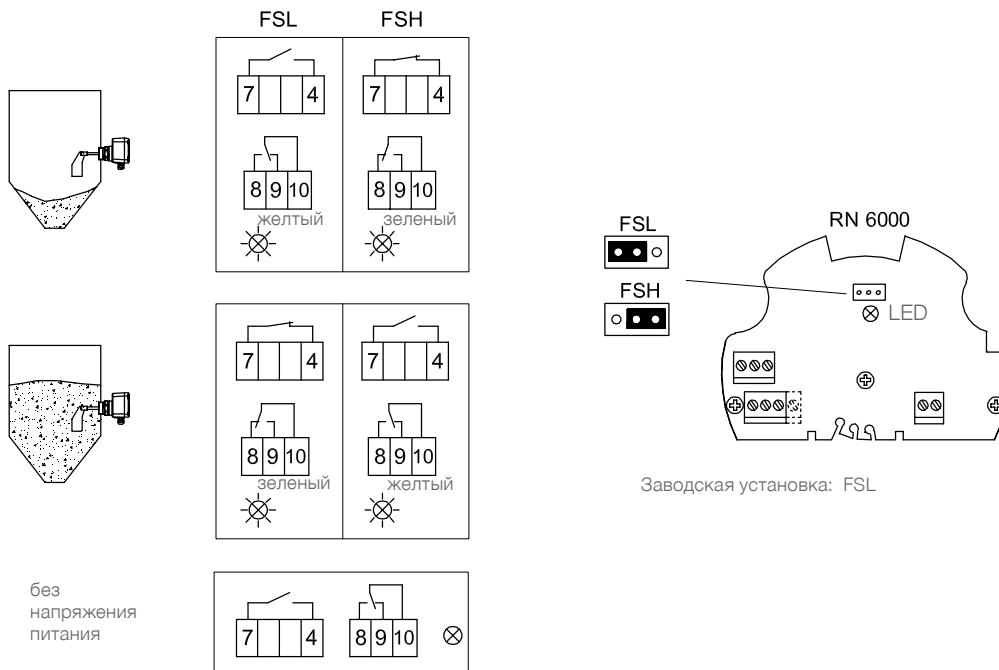 FSL FSH
7 4 7 4
8 9 10 8 9 10
желтый зеленый
7 4 7 4
8 9 10 8 9 10
зеленый желтый
без
напряжения
питания
7 4 8 9 10
RN 6000
FSL
FSH
LED
Заводская установка: FSL